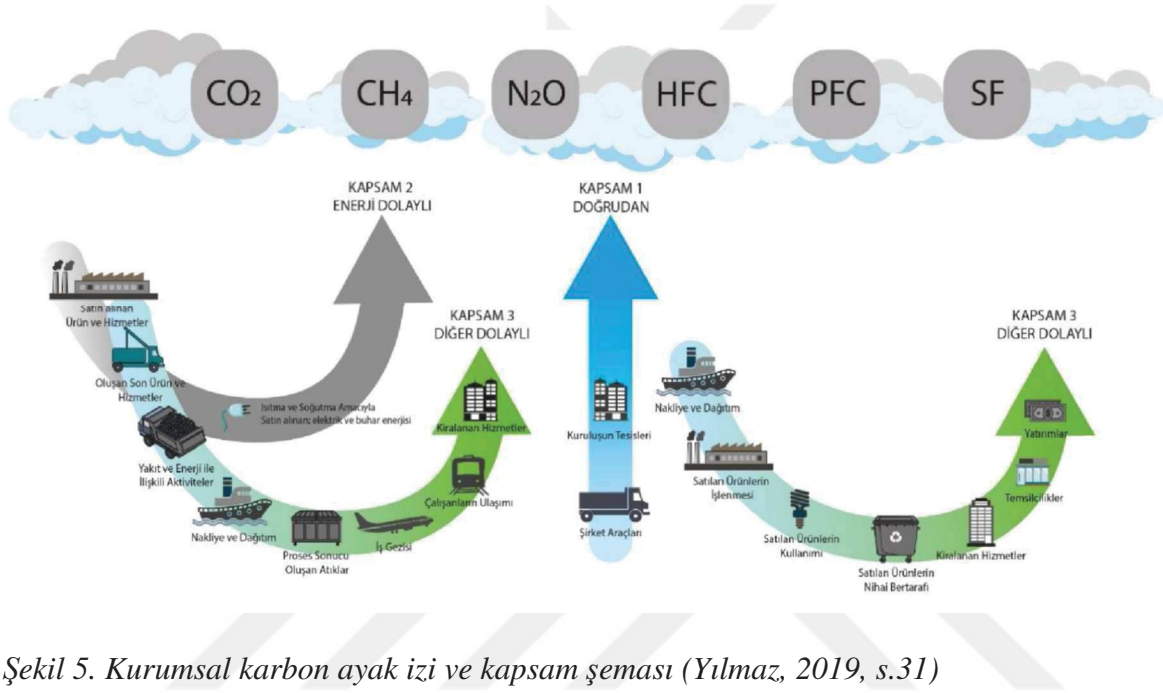 CO₂ CH₄ N₂O HFC PFC SF
KAPSAM 2
ENERJİ DOLAYLI
KAPSAM 1
DOĞRUDAN
Satın alınan
Ürün ve Hizmetler
Oluşan Son Ürün ve
Hizmetler
Yakıt ve Enerji ile
İlişkili Aktiviteler
Nakliye ve Dağıtım
Proses Sonucu
Oluşan Atıklar
İş Gezisi
Çalışanların Ulaşımı
Kiralanan Hizmetler
KAPSAM 3
DİĞER DOLAYLI
Isıtma ve Soğutma Amacıyla
Satın alınan; elektrik ve buhar enerjisi
Kuruluşun Tesisleri
Şirket Araçları
KAPSAM 3
DİĞER DOLAYLI
Nakliye ve Dağıtım
Satılan Ürünlerin
İşlenmesi
Satılan Ürünlerin
Kullanımı
Satılan Ürünlerin
Nihai Bertarafı
Kiralanan Hizmetler
Temsilcilikler
Yatırımlar
Şekil 5. Kurumsal karbon ayak izi ve kapsam şeması (Yılmaz, 2019, s.31)